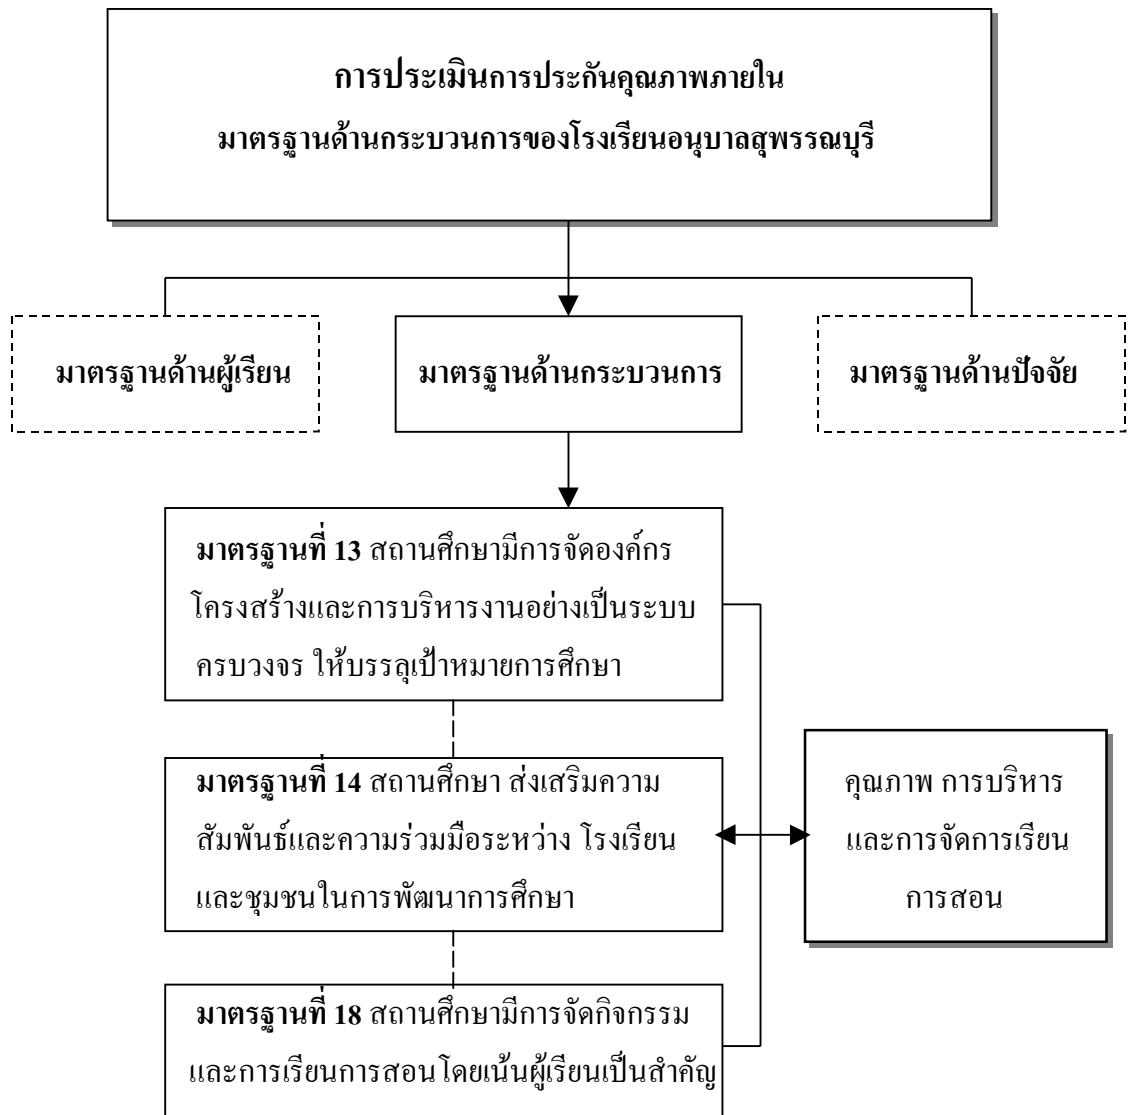 การประเมินการประกันคุณภาพภายใน
มาตรฐานด้านกระบวนการของโรงเรียนอนุบาลสุพรรณบุรี
มาตรฐานด้านผู้เรียน
มาตรฐานด้านกระบวนการ
มาตรฐานด้านปัจจัย
มาตรฐานที่ 13 สถานศึกษามีการจัดองค์กร
โครงสร้างและการบริหารงานอย่างเป็นระบบ
ครบวงจร ให้บรรลุเป้าหมายการศึกษา
มาตรฐานที่ 14 สถานศึกษา ส่งเสริมความ
สัมพันธ์และความร่วมมือระหว่าง โรงเรียน
และชุมชนในการพัฒนาการศึกษา
คุณภาพ การบริหาร
และการจัดการเรียน
การสอน
มาตรฐานที่ 18 สถานศึกษามีการจัดกิจกรรม
และการเรียนการสอนโดยเน้นผู้เรียนเป็นสำคัญ